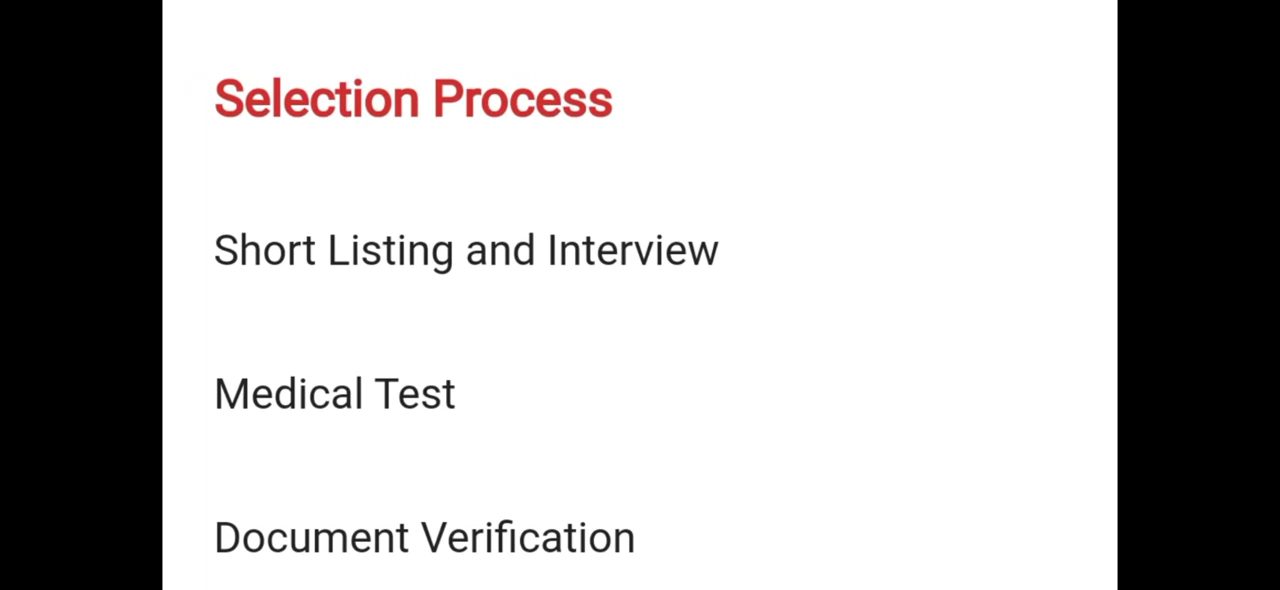 Selection Process
Short Listing and Interview
Medical Test
Document Verification